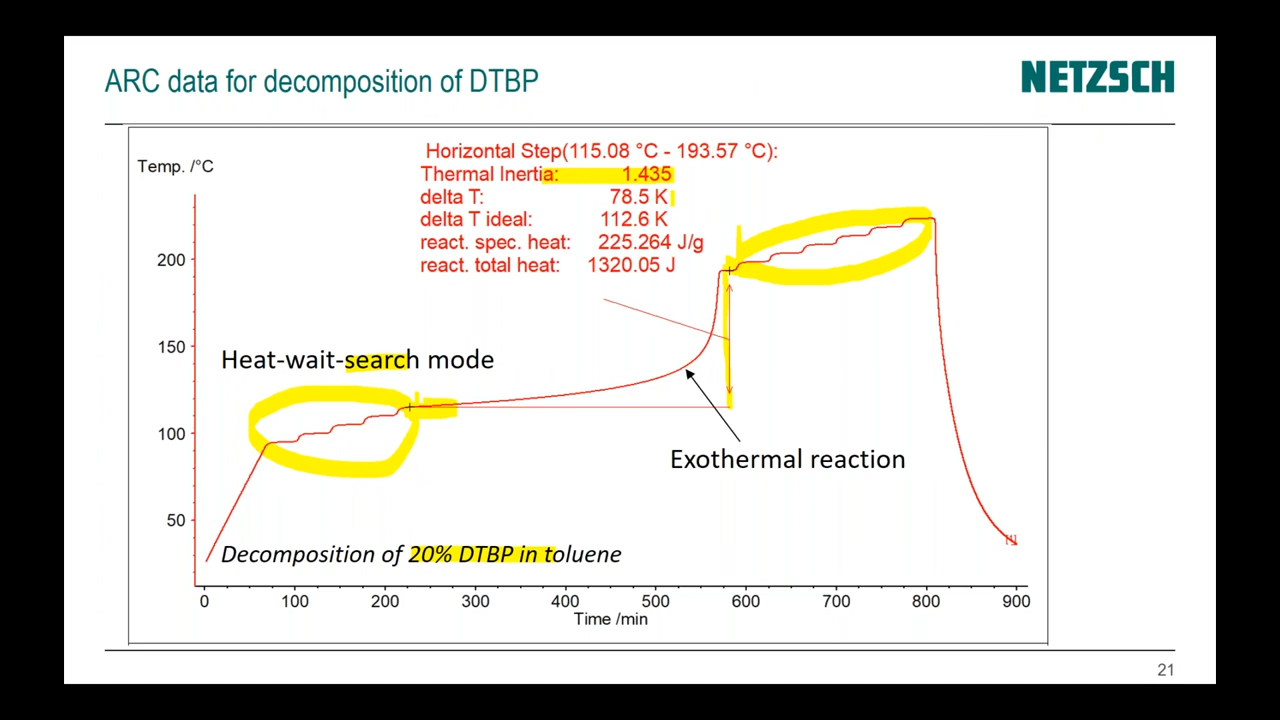 ARC data for decomposition of DTBP
NETZSCH
Temp. /°C
Horizontal Step(115.08 °C - 193.57 °C):
Thermal Inertia: 1.435
delta T: 78.5 K
delta T ideal: 112.6 K
react. spec. heat: 225.264 J/g
react. total heat: 1320.05 J
200
150
100
50
Heat-wait-search mode
Exothermal reaction
Decomposition of 20% DTBP in toluene
[1]
0 100 200 300 400 500 600 700 800 900
Time /min
21